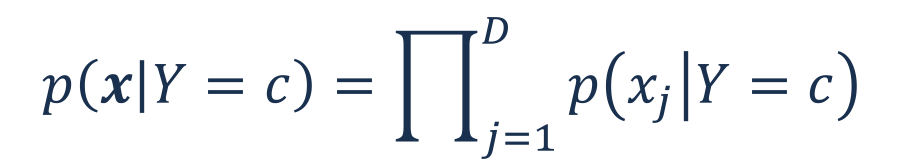 p(x|Y = c) = ∏_{j=1}^{D} p(x_j|Y = c)